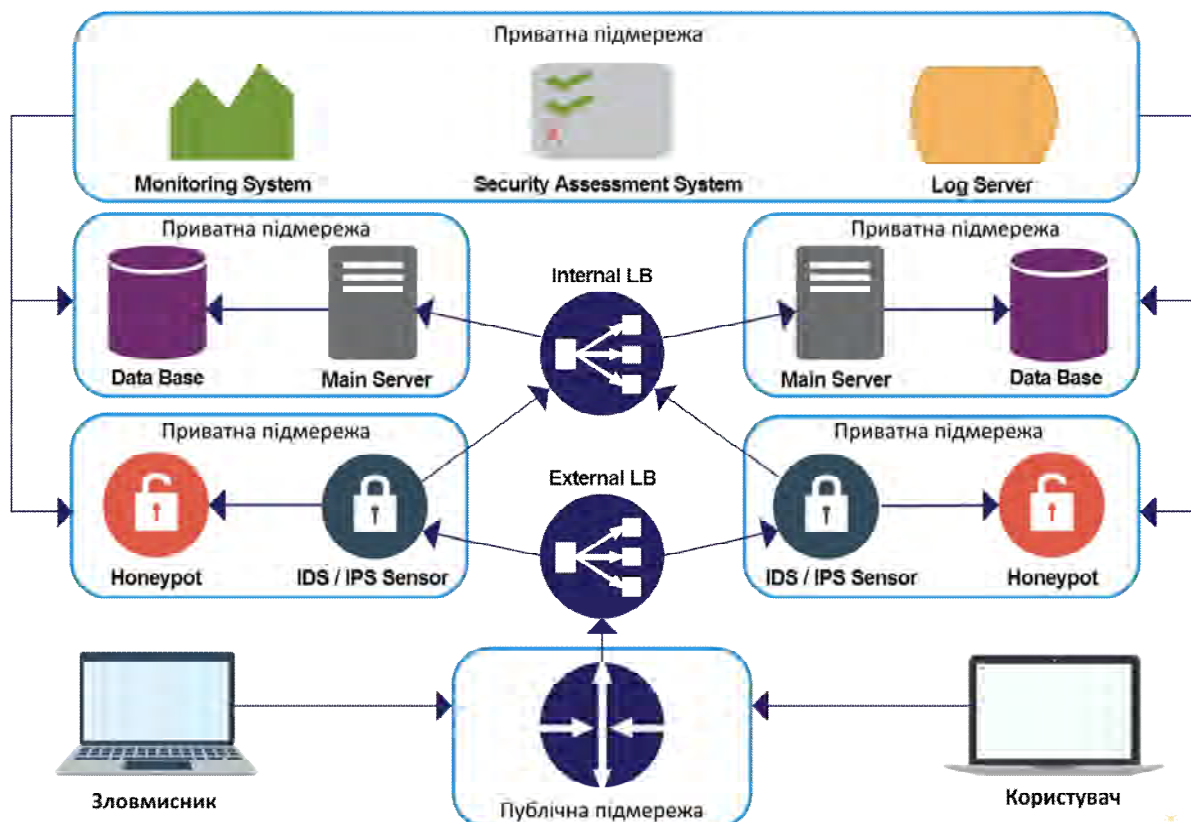 Приватна підмережа
Monitoring System
Security Assessment System
Log Server
Приватна підмережа
Приватна підмережа
Internal LB
Data Base
Main Server
Main Server
Data Base
Приватна підмережа
Приватна підмережа
External LB
Honeypot
IDS / IPS Sensor
IDS / IPS Sensor
Honeypot
Зловмисник
Публічна підмережа
Користувач